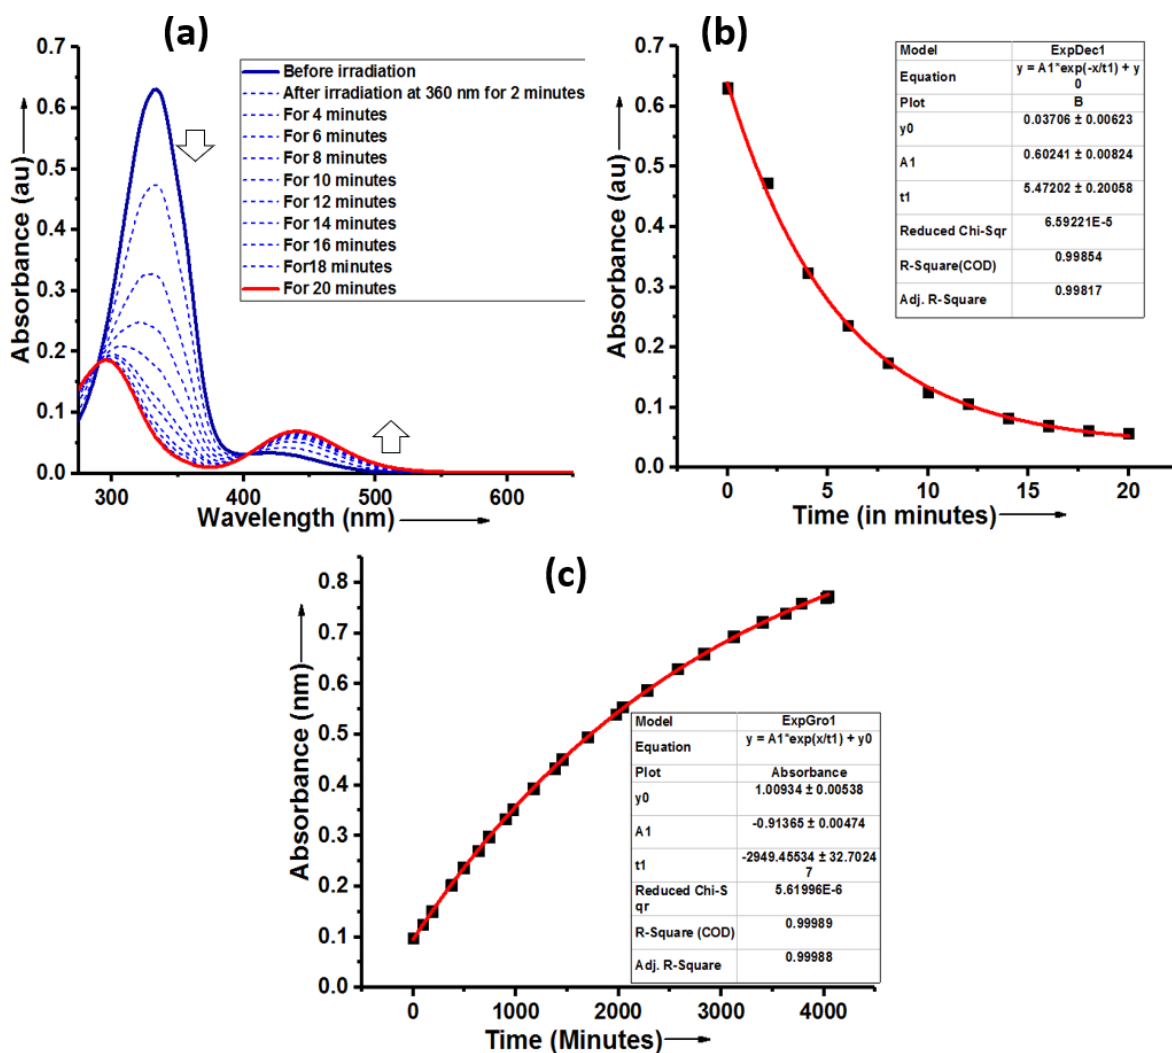 (a)
0.7
0.6
0.5
0.4
0.3
0.2
0.1
0.0
Absorbance (au)
300
400
500
600
Wavelength (nm)
Before irradiation
After irradiation at 360 nm for 2 minutes
For 4 minutes
For 6 minutes
For 8 minutes
For 10 minutes
For 12 minutes
For 14 minutes
For 16 minutes
For18 minutes
For 20 minutes
(b)
0.7
0.6
0.5
0.4
0.3
0.2
0.1
0.0
Absorbance (au)
0
5
10
15
20
Time (in minutes)
Model ExpDec1
Equation y = A1*exp(-x/t1) + y
0
Plot B
y0 0.03706 ± 0.00623
A1 0.60241 ± 0.00824
t1 5.47202 ± 0.20058
Reduced Chi-Sqr 6.59221E-5
R-Square(COD) 0.99854
Adj. R-Square 0.99817
(c)
0.8
0.7
0.6
0.5
0.4
0.3
0.2
0.1
0.0
Absorbance (nm)
0
1000
2000
3000
4000
Time (Minutes)
Model ExpGro1
Equation y = A1*exp(x/t1) + y0
Plot Absorbance
y0 1.00934 ± 0.00538
A1 -0.91365 ± 0.00474
t1 -2949.45534 ± 32.7024
7
Reduced Chi-S
qr 5.61996E-6
R-Square (COD) 0.99989
Adj. R-Square 0.99988